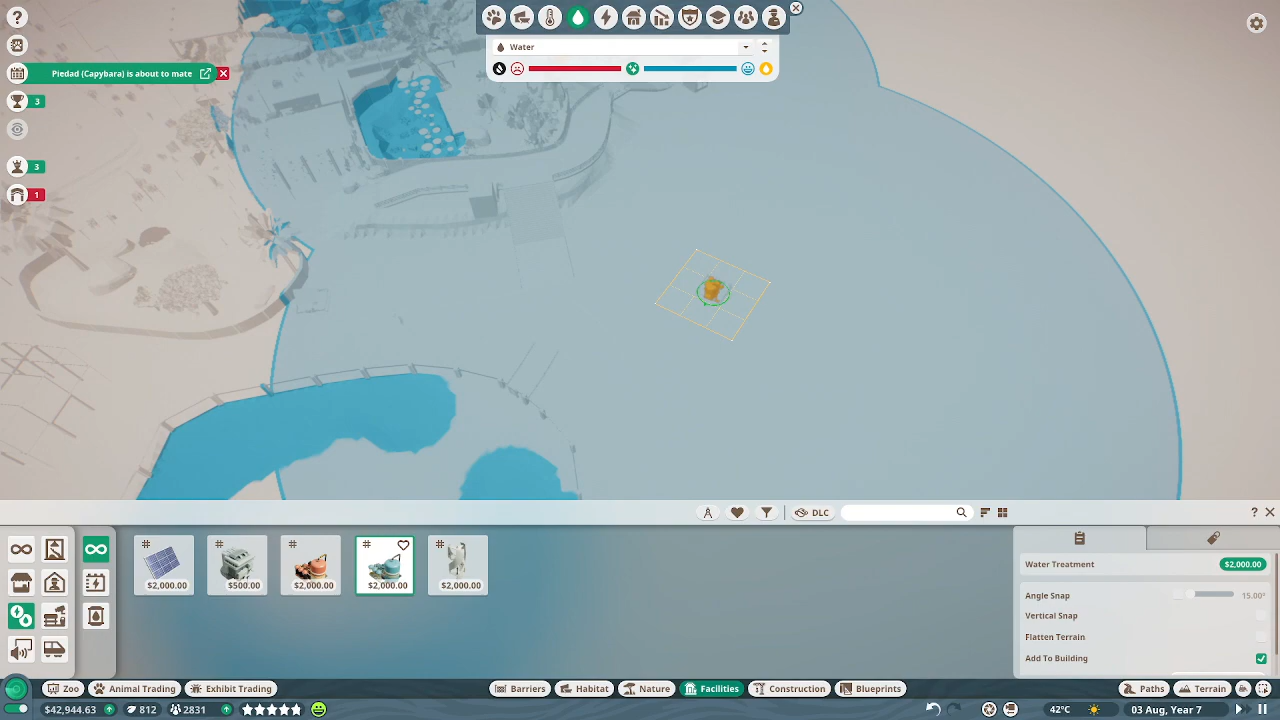 ?
Water
Piedad (Capybara) is about to mate
3
3
1
DLC
? ×
$2,000.00
$500.00
$2,000.00
$2,000.00
$2,000.00
Water Treatment
$2,000.00
Angle Snap
15.00°
Vertical Snap
Flatten Terrain
Add To Building
Zoo
Animal Trading
Exhibit Trading
Barriers
Habitat
Nature
Facilities
Construction
Blueprints
Paths
Terrain
$42,944.63
812
2831
42°C
03 Aug, Year 7